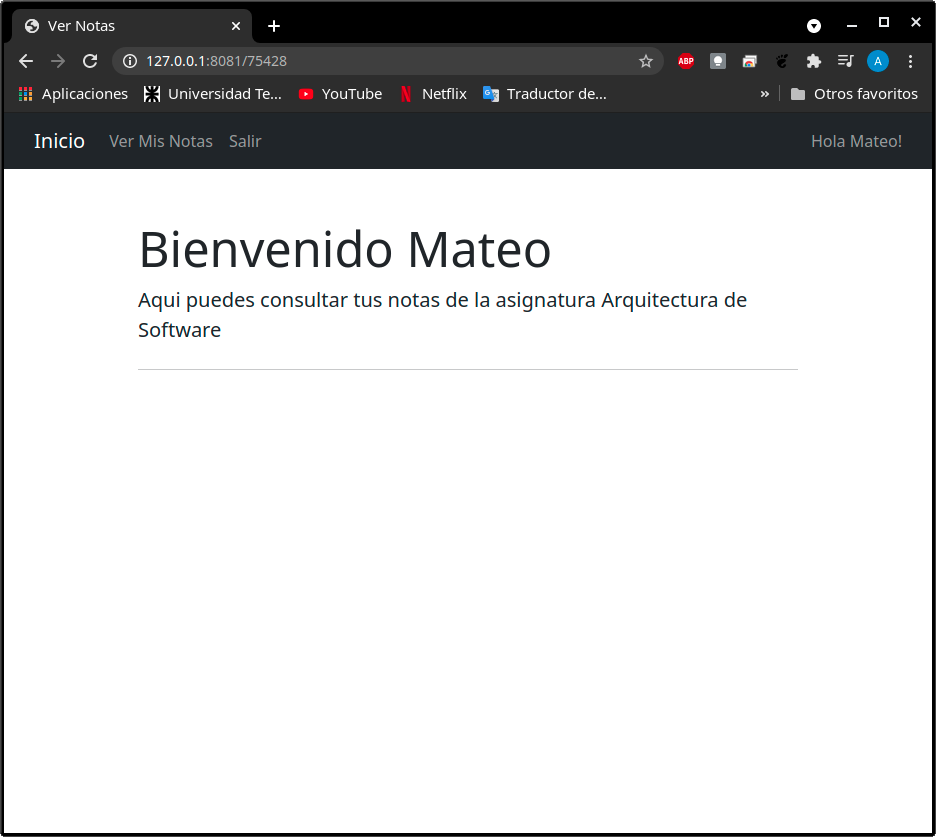 Ver Notas
127.0.0.1:8081/75428
ABP
A
Aplicaciones Universidad Te... YouTube Netflix Traductor de... » Otros favoritos
Inicio Ver Mis Notas Salir Hola Mateo!
Bienvenido Mateo
Aqui puedes consultar tus notas de la asignatura Arquitectura de
Software